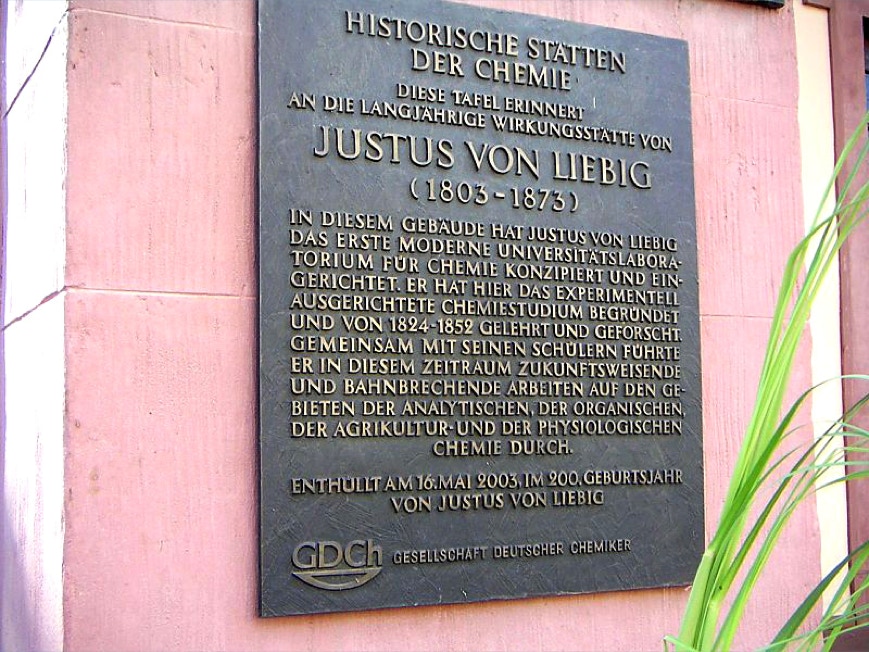 HISTORISCHE STÄTTEN
DER CHEMIE
DIESE TAFEL ERINNERT
AN DIE LANGJÄHRIGE WIRKUNGSSTÄTTE VON
JUSTUS VON LIEBIG
(1803-1873)
IN DIESEM GEBÄUDE HAT JUSTUS VON LIEBIG
DAS ERSTE MODERNE UNIVERSITÄTSLABORA-
TORIUM FÜR CHEMIE KONZIPIERT UND EIN-
GERICHTET. ER HAT HIER DAS EXPERIMENTELL
AUSGERICHTETE CHEMIESTUDIUM BEGRÜNDET
UND VON 1824-1852 GELEHRT UND GEFORSCHT.
GEMEINSAM MIT SEINEN SCHÜLERN FÜHRTE
ER IN DIESEM ZEITRAUM ZUKUNFTSWEISENDE
UND BAHNBRECHENDE ARBEITEN AUF DEN GE-
BIETEN DER ANALYTISCHEN, DER ORGANISCHEN,
DER AGRIKULTUR-UND DER PHYSIOLOGISCHEN
CHEMIE DURCH.
ENTHÜLLT AM 16.MAI 2003, IM 200. GEBURTSJAHR
VON JUSTUS VON LIEBIG
GDCh GESELLSCHAFT DEUTSCHER CHEMIKER